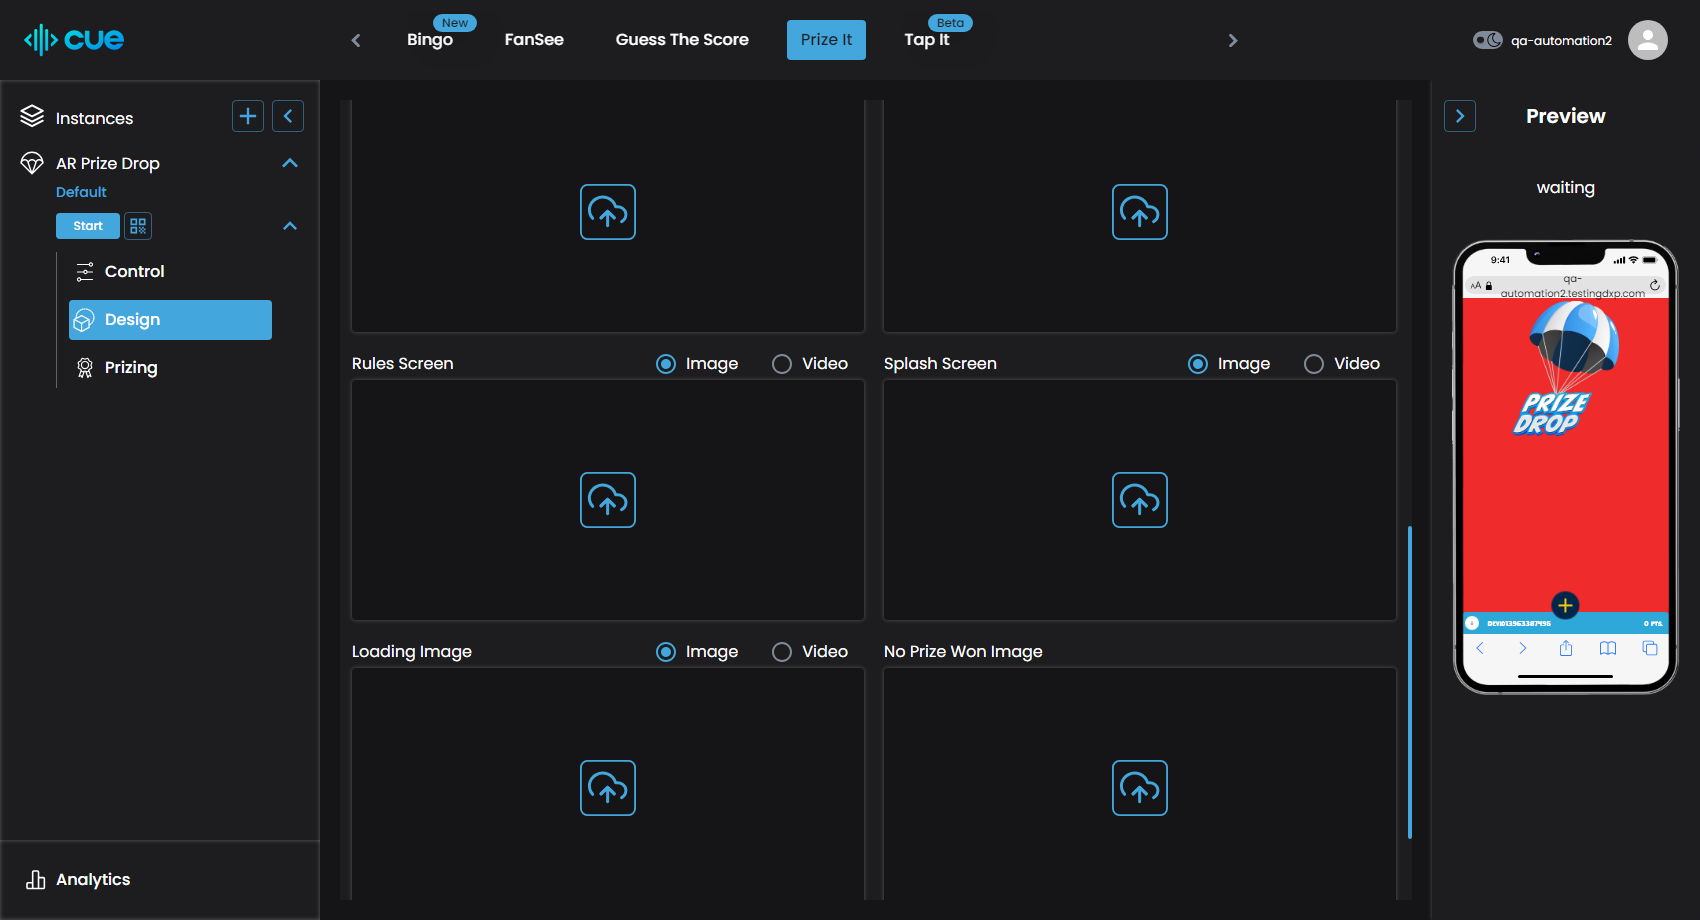 cue
Bingo
New
FanSee
Guess The Score
Prize It
Tap It
Beta
qa-automation2
Instances
AR Prize Drop
Default
Start
Control
Design
Prizing
Analytics
Rules Screen
Image
Video
Splash Screen
Image
Video
Loading Image
Image
Video
No Prize Won Image
Preview
waiting
9:41
AA
qa-
automation2.testingdxp.com
PRIZE
DROP
0 PTS.